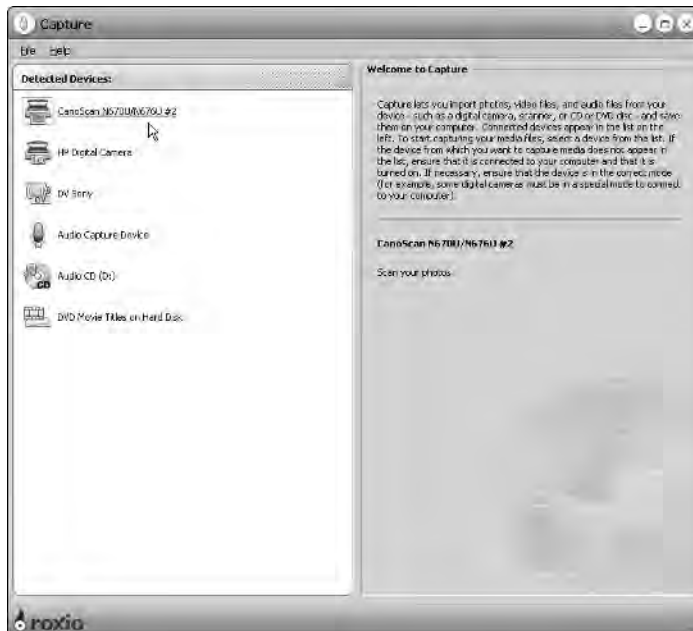 Capture
File Help
Detected Devices:
CanoScan N670U/N676U #2
HP Digital Camera
DV Sony
Audio Capture Device
Audio CD (D:)
DVD Movie Titles on Hard Disk
Welcome to Capture
Capture lets you import photos, video files, and audio files from your
device - such as a digital camera, scanner, or CD or DVD disc - and save
them on your computer. Connected devices appear in the list on the
left. To start capturing your media files, select a device from the list. If
the device from which you want to capture media does not appear in
the list, ensure that it is connected to your computer and that it is
turned on. If necessary, ensure that the device is in the correct mode
(for example, some digital cameras must be in a special mode to connect
to your computer).
CanoScan N670U/N676U #2
Scan your photos
roxio